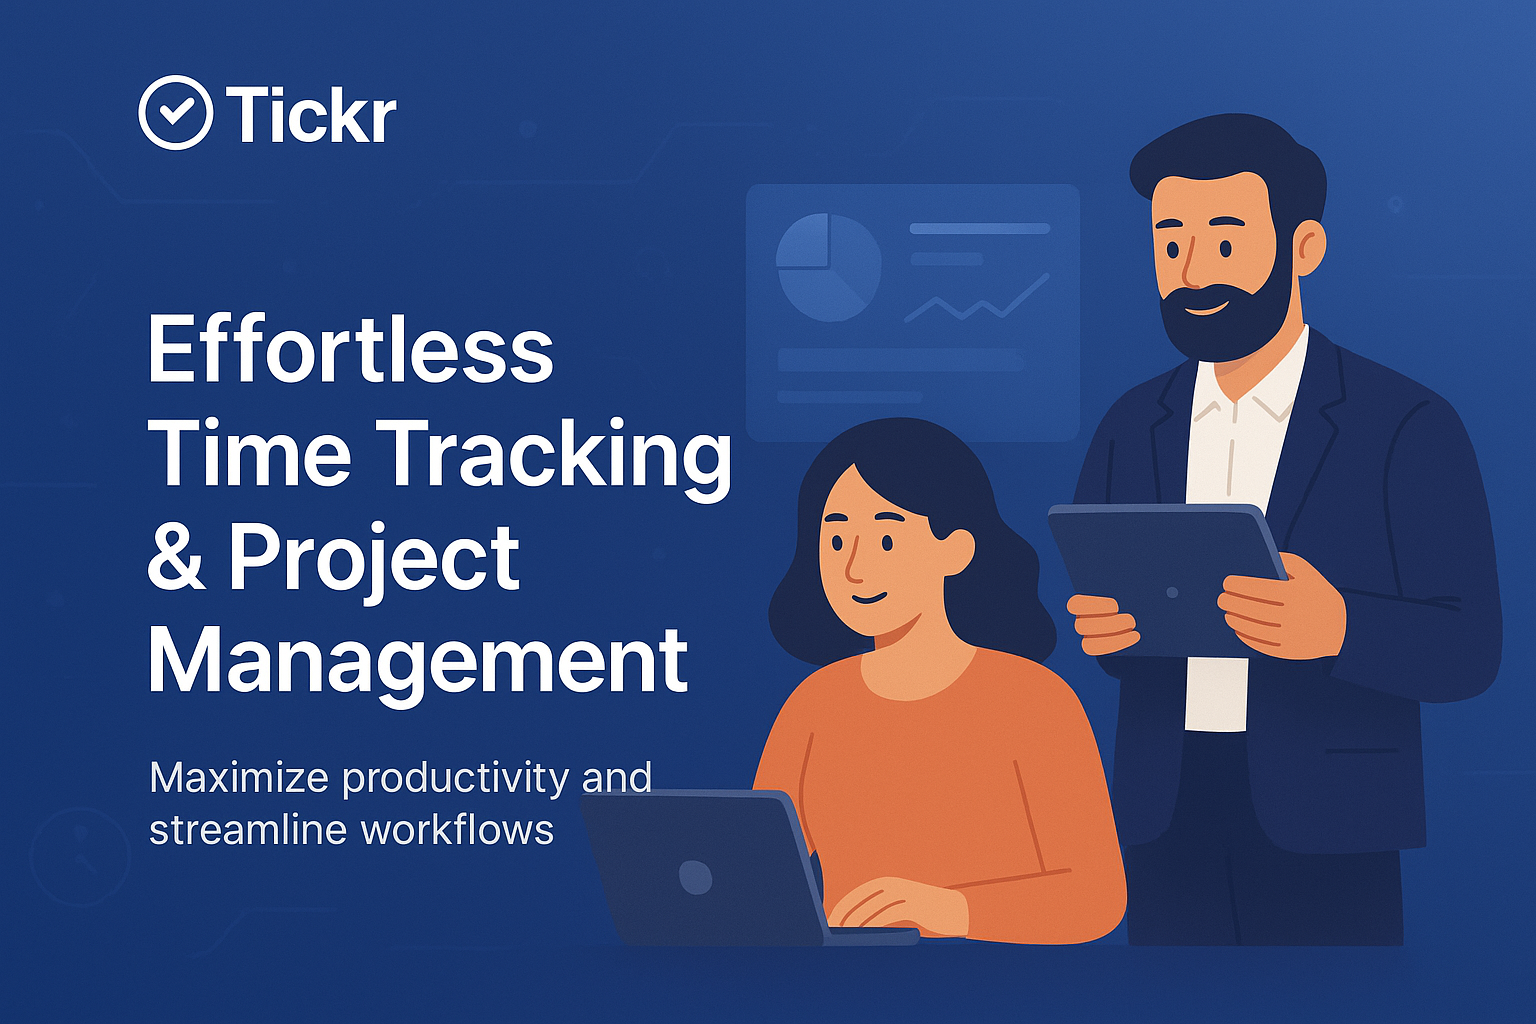 Tickr
Effortless
Time Tracking
& Project
Management
Maximize productivity and
streamline workflows